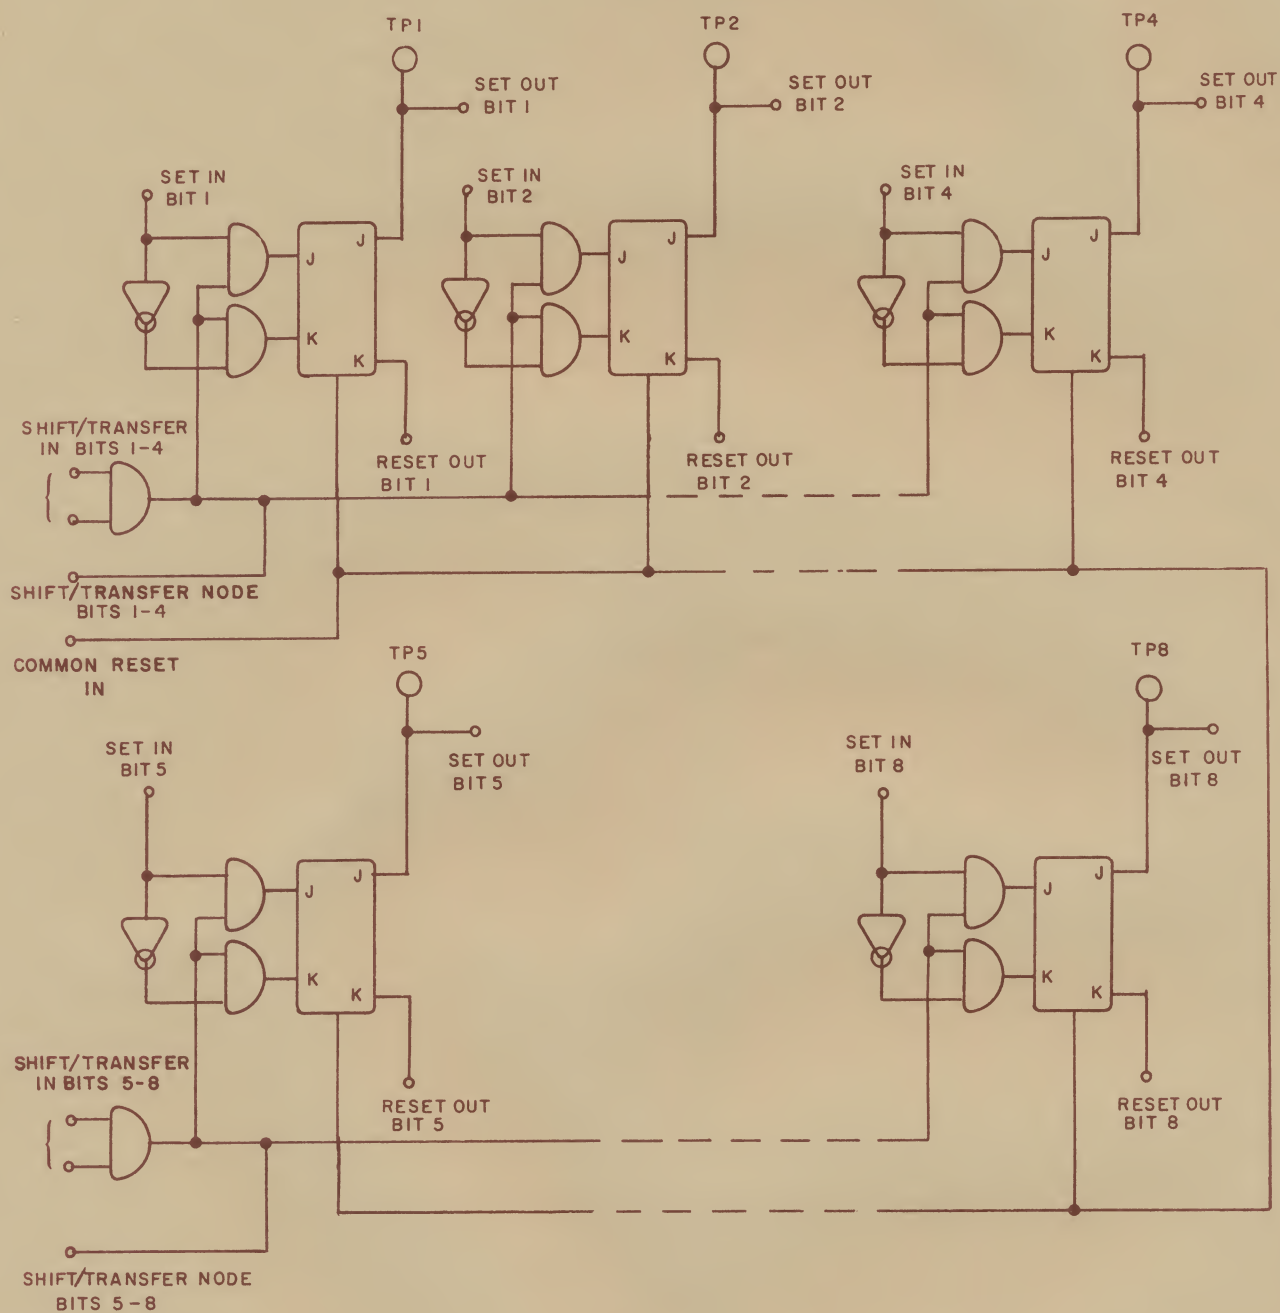 TP1
TP2
TP4
SET OUT
BIT 1
SET OUT
BIT 2
SET OUT
BIT 4
SET IN
BIT 1
SET IN
BIT 2
SET IN
BIT 4
J
J
K
K
J
J
K
K
J
J
K
K
SHIFT/TRANSFER
IN BITS 1-4
RESET OUT
BIT 1
RESET OUT
BIT 2
RESET OUT
BIT 4
SHIFT/TRANSFER NODE
BITS 1-4
COMMON RESET
IN
TP5
TP8
SET IN
BIT 5
SET OUT
BIT 5
SET IN
BIT 8
SET OUT
BIT 8
J
J
K
K
J
J
K
K
SHIFT/TRANSFER
IN BITS 5-8
RESET OUT
BIT 5
RESET OUT
BIT 8
SHIFT/TRANSFER NODE
BITS 5-8